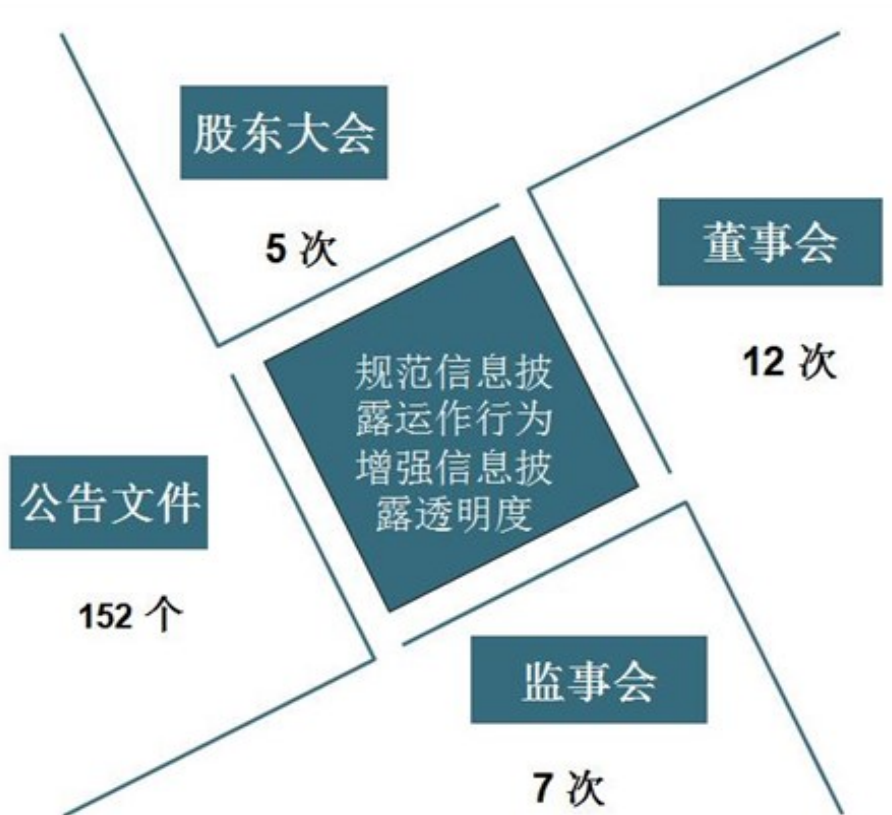 股东大会
5 次
董事会
12 次
规范信息披
露运作行为
增强信息披
露透明度
公告文件
152 个
监事会
7 次